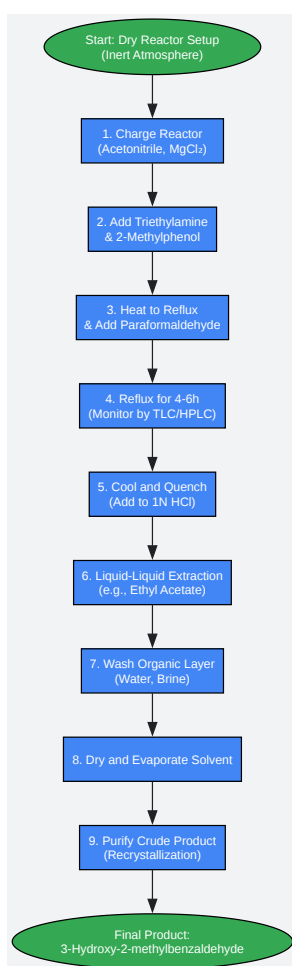 Start: Dry Reactor Setup
(Inert Atmosphere)
1. Charge Reactor
(Acetonitrile, MgCl₂)
2. Add Triethylamine
& 2-Methylphenol
3. Heat to Reflux
& Add Paraformaldehyde
4. Reflux for 4-6h
(Monitor by TLC/HPLC)
5. Cool and Quench
(Add to 1N HCl)
6. Liquid-Liquid Extraction
(e.g., Ethyl Acetate)
7. Wash Organic Layer
(Water, Brine)
8. Dry and Evaporate Solvent
9. Purify Crude Product
(Recrystallization)
Final Product:
3-Hydroxy-2-methylbenzaldehyde